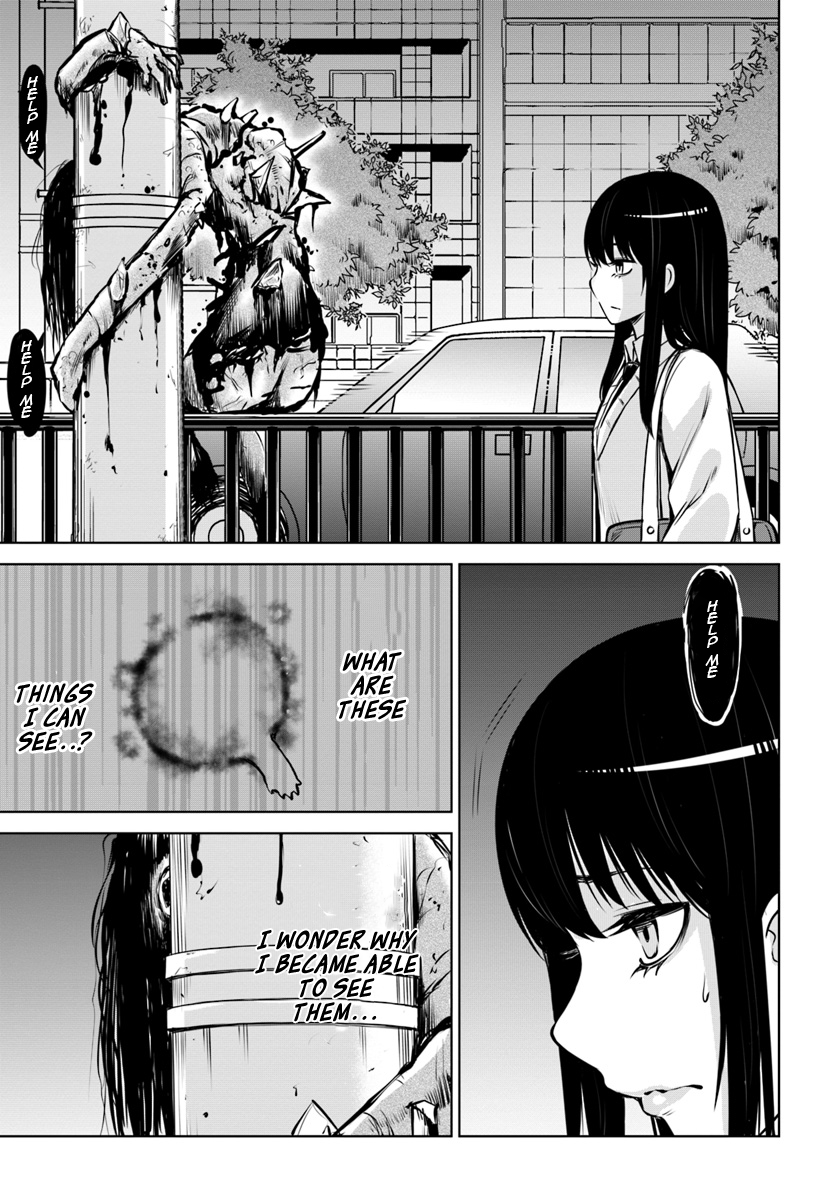 HELP ME
HELP ME
HELP ME
WHAT
ARE
THESE
THINGS
I CAN
SEE..?
I WONDER WHY
I BECAME ABLE
TO SEE
THEM...